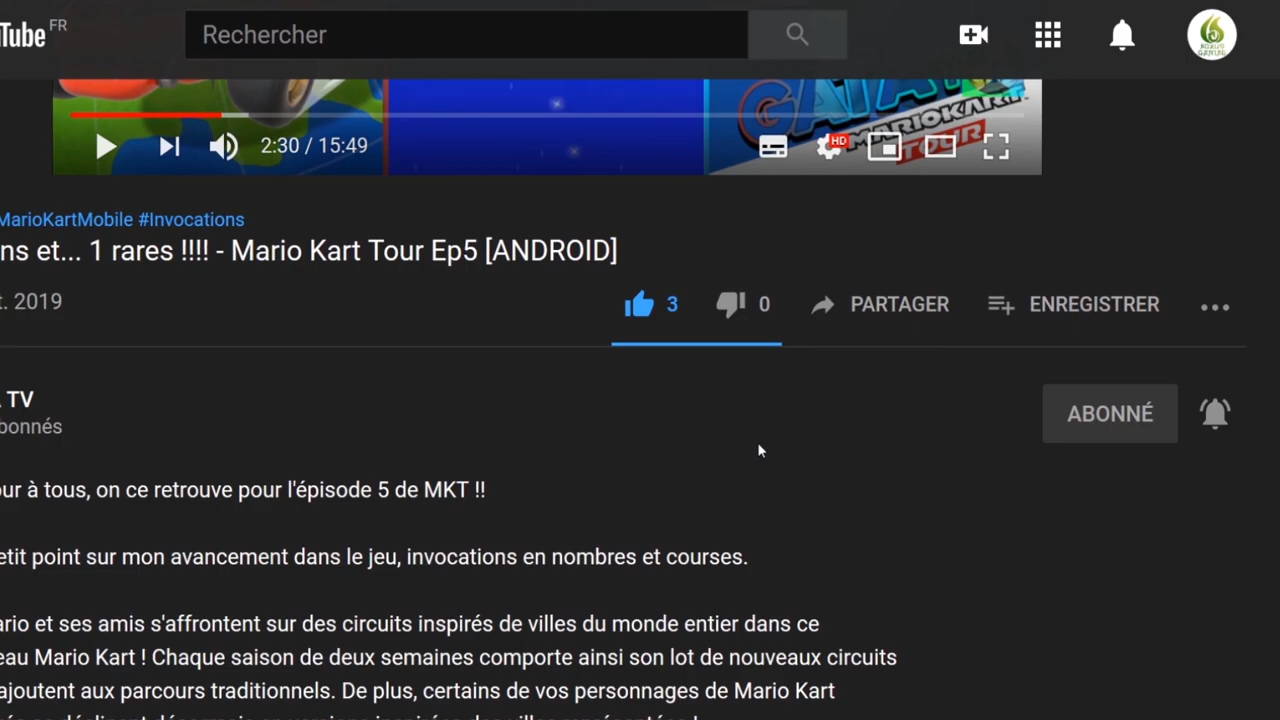 Tube FR
Rechercher
GATA
MARIOKART
TOUR
2:30 / 15:49
HD
MarioKartMobile #Invocations
ns et... 1 rares !!!! - Mario Kart Tour Ep5 [ANDROID]
t. 2019
3
0
PARTAGER
ENREGISTRER
TV
bonnés
ABONNÉ
ur à tous, on ce retrouve pour l'épisode 5 de MKT !!
etit point sur mon avancement dans le jeu, invocations en nombres et courses.
ario et ses amis s'affrontent sur des circuits inspirés de villes du monde entier dans ce
eau Mario Kart ! Chaque saison de deux semaines comporte ainsi son lot de nouveaux circuits
ajoutent aux parcours traditionnels. De plus, certains de vos personnages de Mario Kart